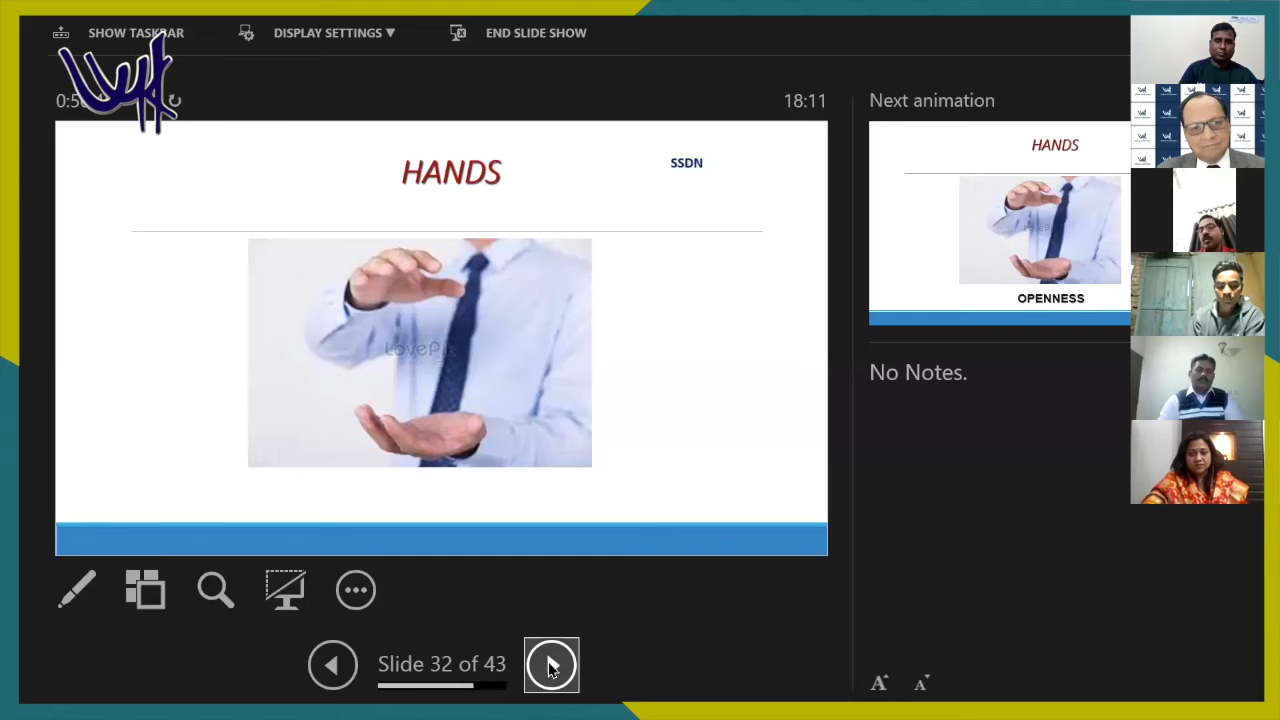 SHOW TASKBAR
DISPLAY SETTINGS ▼
END SLIDE SHOW
18:11
HANDS
SSDN
LovePik
Slide 32 of 43
Next animation
HANDS
OPENNESS
No Notes.
A A